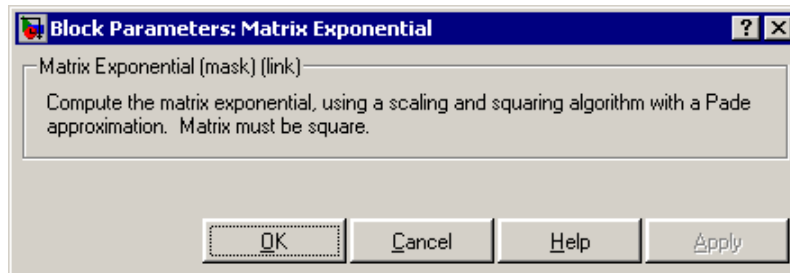 Block Parameters: Matrix Exponential
Matrix Exponential (mask) (link)
Compute the matrix exponential, using a scaling and squaring algorithm with a Pade
approximation. Matrix must be square.
OK Cancel Help Apply